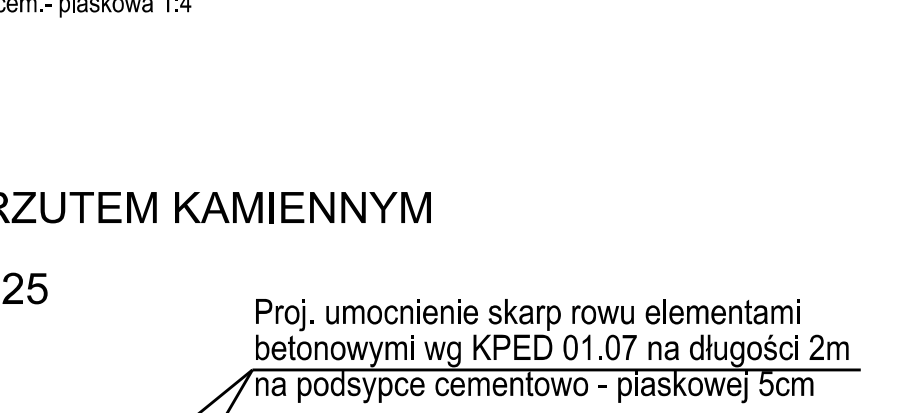 cem.- piaskowa 1:4
RZUTEM KAMIENNYM
25
Proj. umocnienie skarp rowu elementami
betonowymi wg KPED 01.07 na długości 2m
na podsypce cementowo - piaskowej 5cm